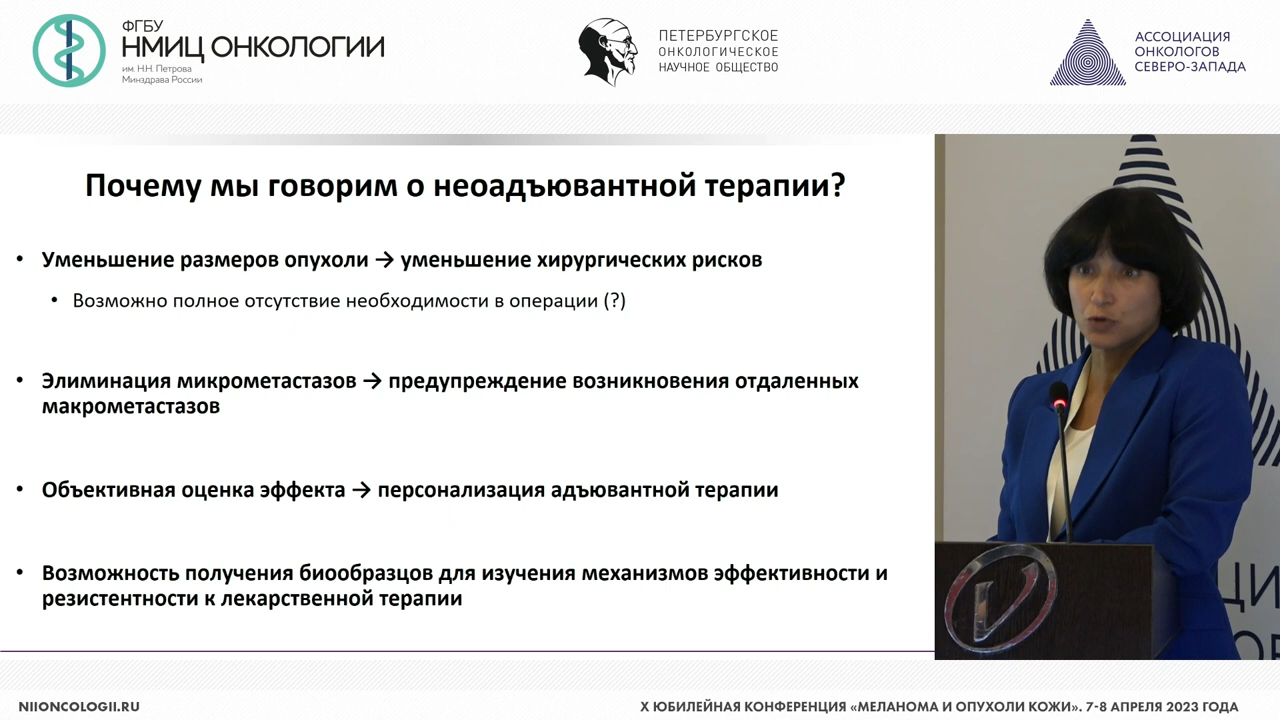 ФГБУ
НМИЦ ОНКОЛОГИИ
им. Н.Н. Петрова
Минздрава России
ПЕТЕРБУРГСКОЕ
ОНКОЛОГИЧЕСКОЕ
НАУЧНОЕ ОБЩЕСТВО
АССОЦИАЦИЯ
ОНКОЛОГОВ
СЕВЕРО-ЗАПАДА
Почему мы говорим о неоадъювантной терапии?
• Уменьшение размеров опухоли → уменьшение хирургических рисков
• Возможно полное отсутствие необходимости в операции (?)
• Элиминация микрометастазов → предупреждение возникновения отдаленных
макрометастазов
• Объективная оценка эффекта → персонализация адъювантной терапии
• Возможность получения биообразцов для изучения механизмов эффективности и
резистентности к лекарственной терапии
NIIONCOLOGII.RU
X ЮБИЛЕЙНАЯ КОНФЕРЕНЦИЯ «МЕЛАНОМА И ОПУХОЛИ КОЖИ». 7-8 АПРЕЛЯ 2023 ГОДА